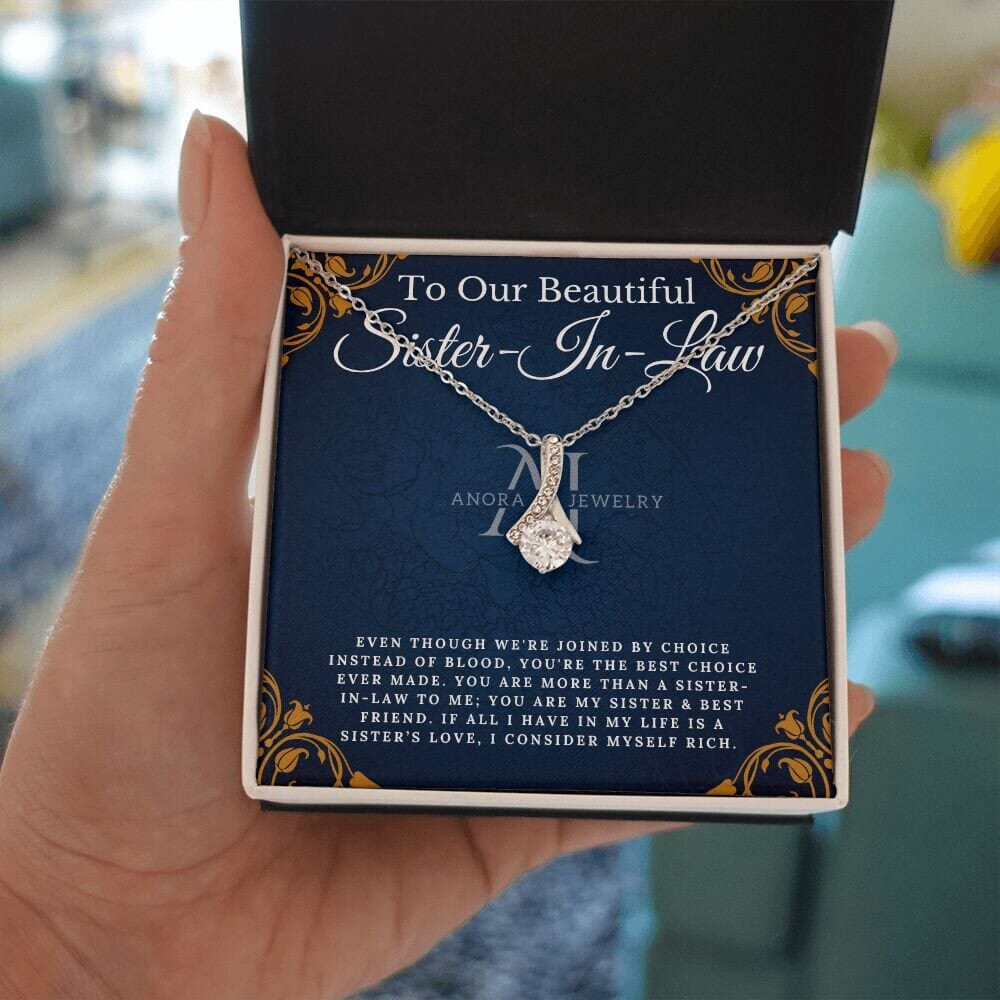 To Our Beautiful
Sister-In-Law
ANORA JEWELRY
EVEN THOUGH WE'RE JOINED BY CHOICE
INSTEAD OF BLOOD, YOU'RE THE BEST CHOICE
EVER MADE. YOU ARE MORE THAN A SISTER-
IN-LAW TO ME; YOU ARE MY SISTER & BEST
FRIEND. IF ALL I HAVE IN MY LIFE IS A
SISTER’S LOVE, I CONSIDER MYSELF RICH.